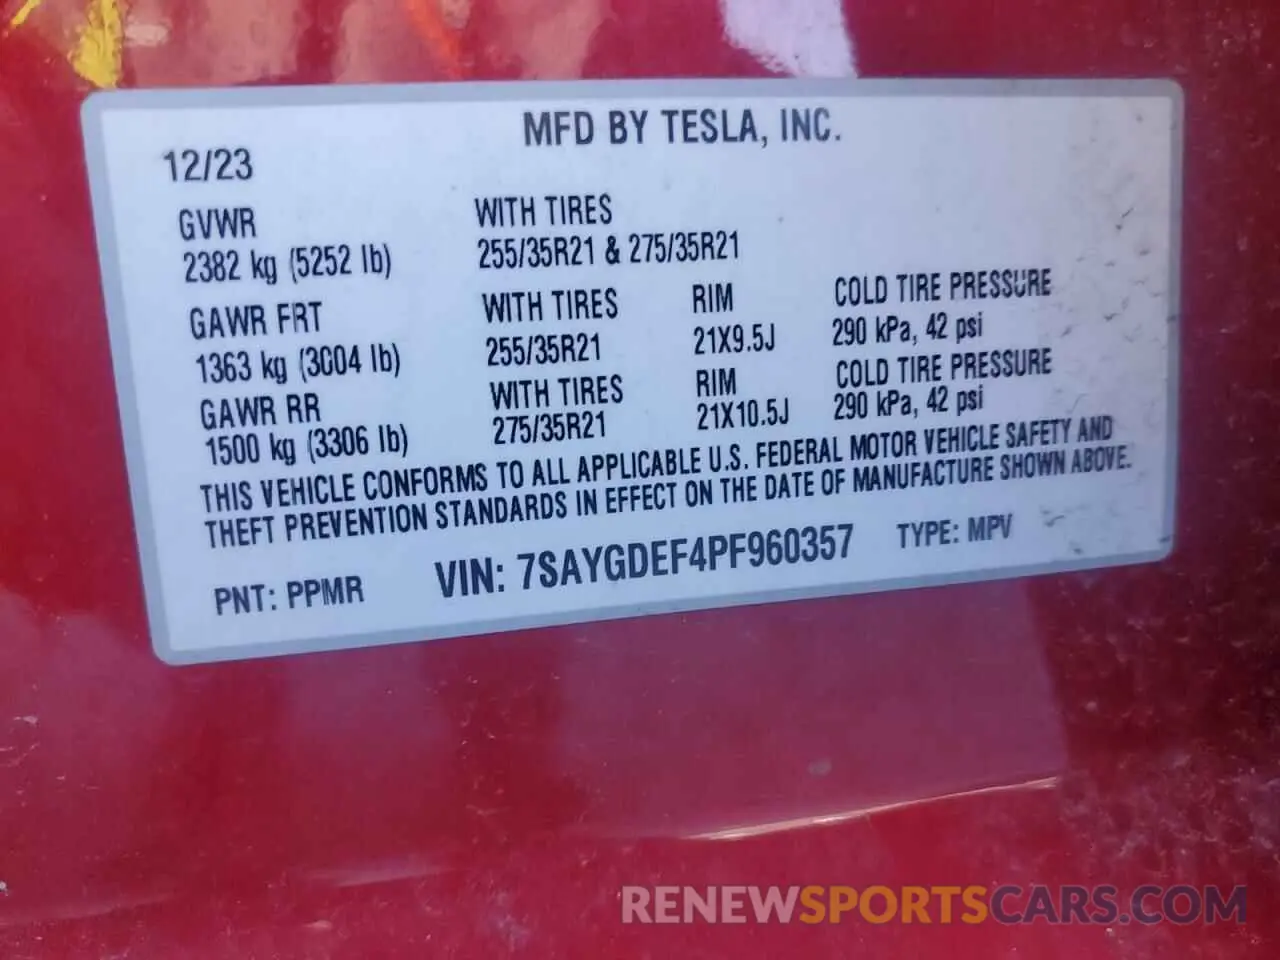 MFD BY TESLA, INC.
12/23
GVWR WITH TIRES
2382 kg (5252 lb) 255/35R21 & 275/35R21
GAWR FRT WITH TIRES RIM COLD TIRE PRESSURE
1363 kg (3004 lb) 255/35R21 21X9.5J 290 kPa, 42 psi
GAWR RR WITH TIRES RIM COLD TIRE PRESSURE
1500 kg (3306 lb) 275/35R21 21X10.5J 290 kPa, 42 psi
THIS VEHICLE CONFORMS TO ALL APPLICABLE U.S. FEDERAL MOTOR VEHICLE SAFETY AND
THEFT PREVENTION STANDARDS IN EFFECT ON THE DATE OF MANUFACTURE SHOWN ABOVE.
PNT: PPMR VIN: 7SAYGDEF4PF960357 TYPE: MPV
RENEWSPORTSCARS.COM